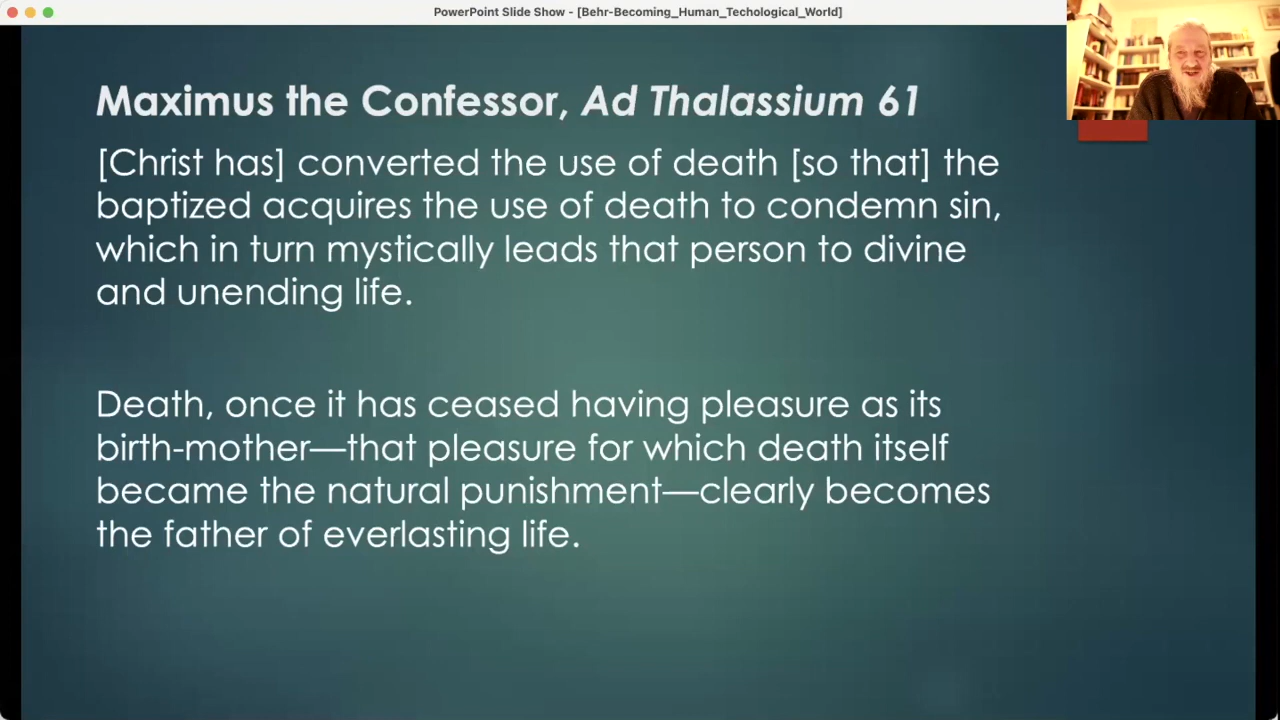 PowerPoint Slide Show - [Behr-Becoming_Human_Techological_World]
Maximus the Confessor, Ad Thalassium 61
[Christ has] converted the use of death [so that] the
baptized acquires the use of death to condemn sin,
which in turn mystically leads that person to divine
and unending life.
Death, once it has ceased having pleasure as its
birth-mother—that pleasure for which death itself
became the natural punishment—clearly becomes
the father of everlasting life.